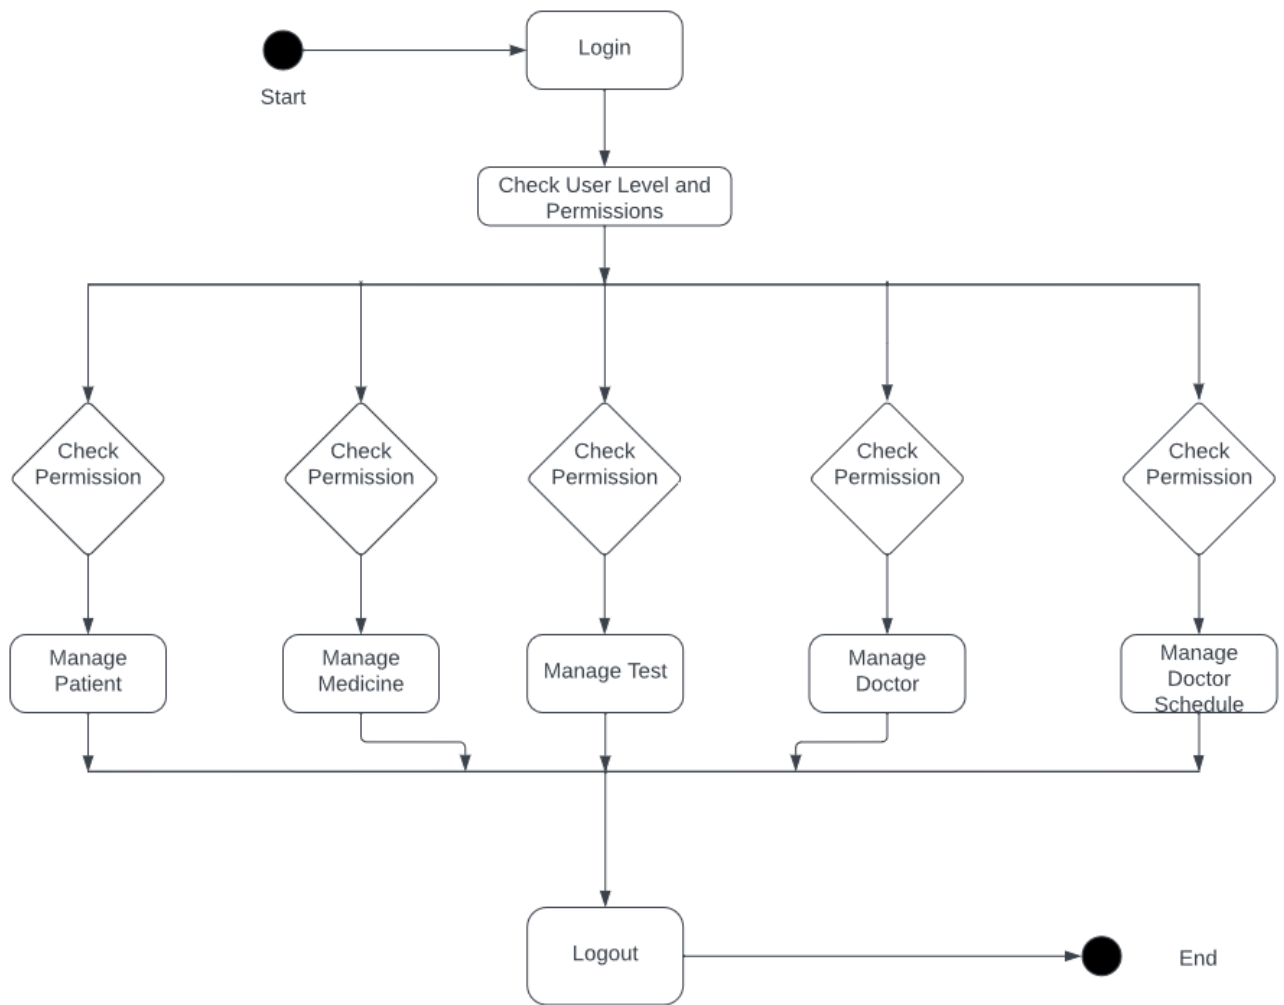 Login
Start
Check User Level and
Permissions
Check
Permission
Check
Permission
Check
Permission
Check
Permission
Check
Permission
Manage
Patient
Manage
Medicine
Manage Test
Manage
Doctor
Manage
Doctor
Schedule
Logout
End